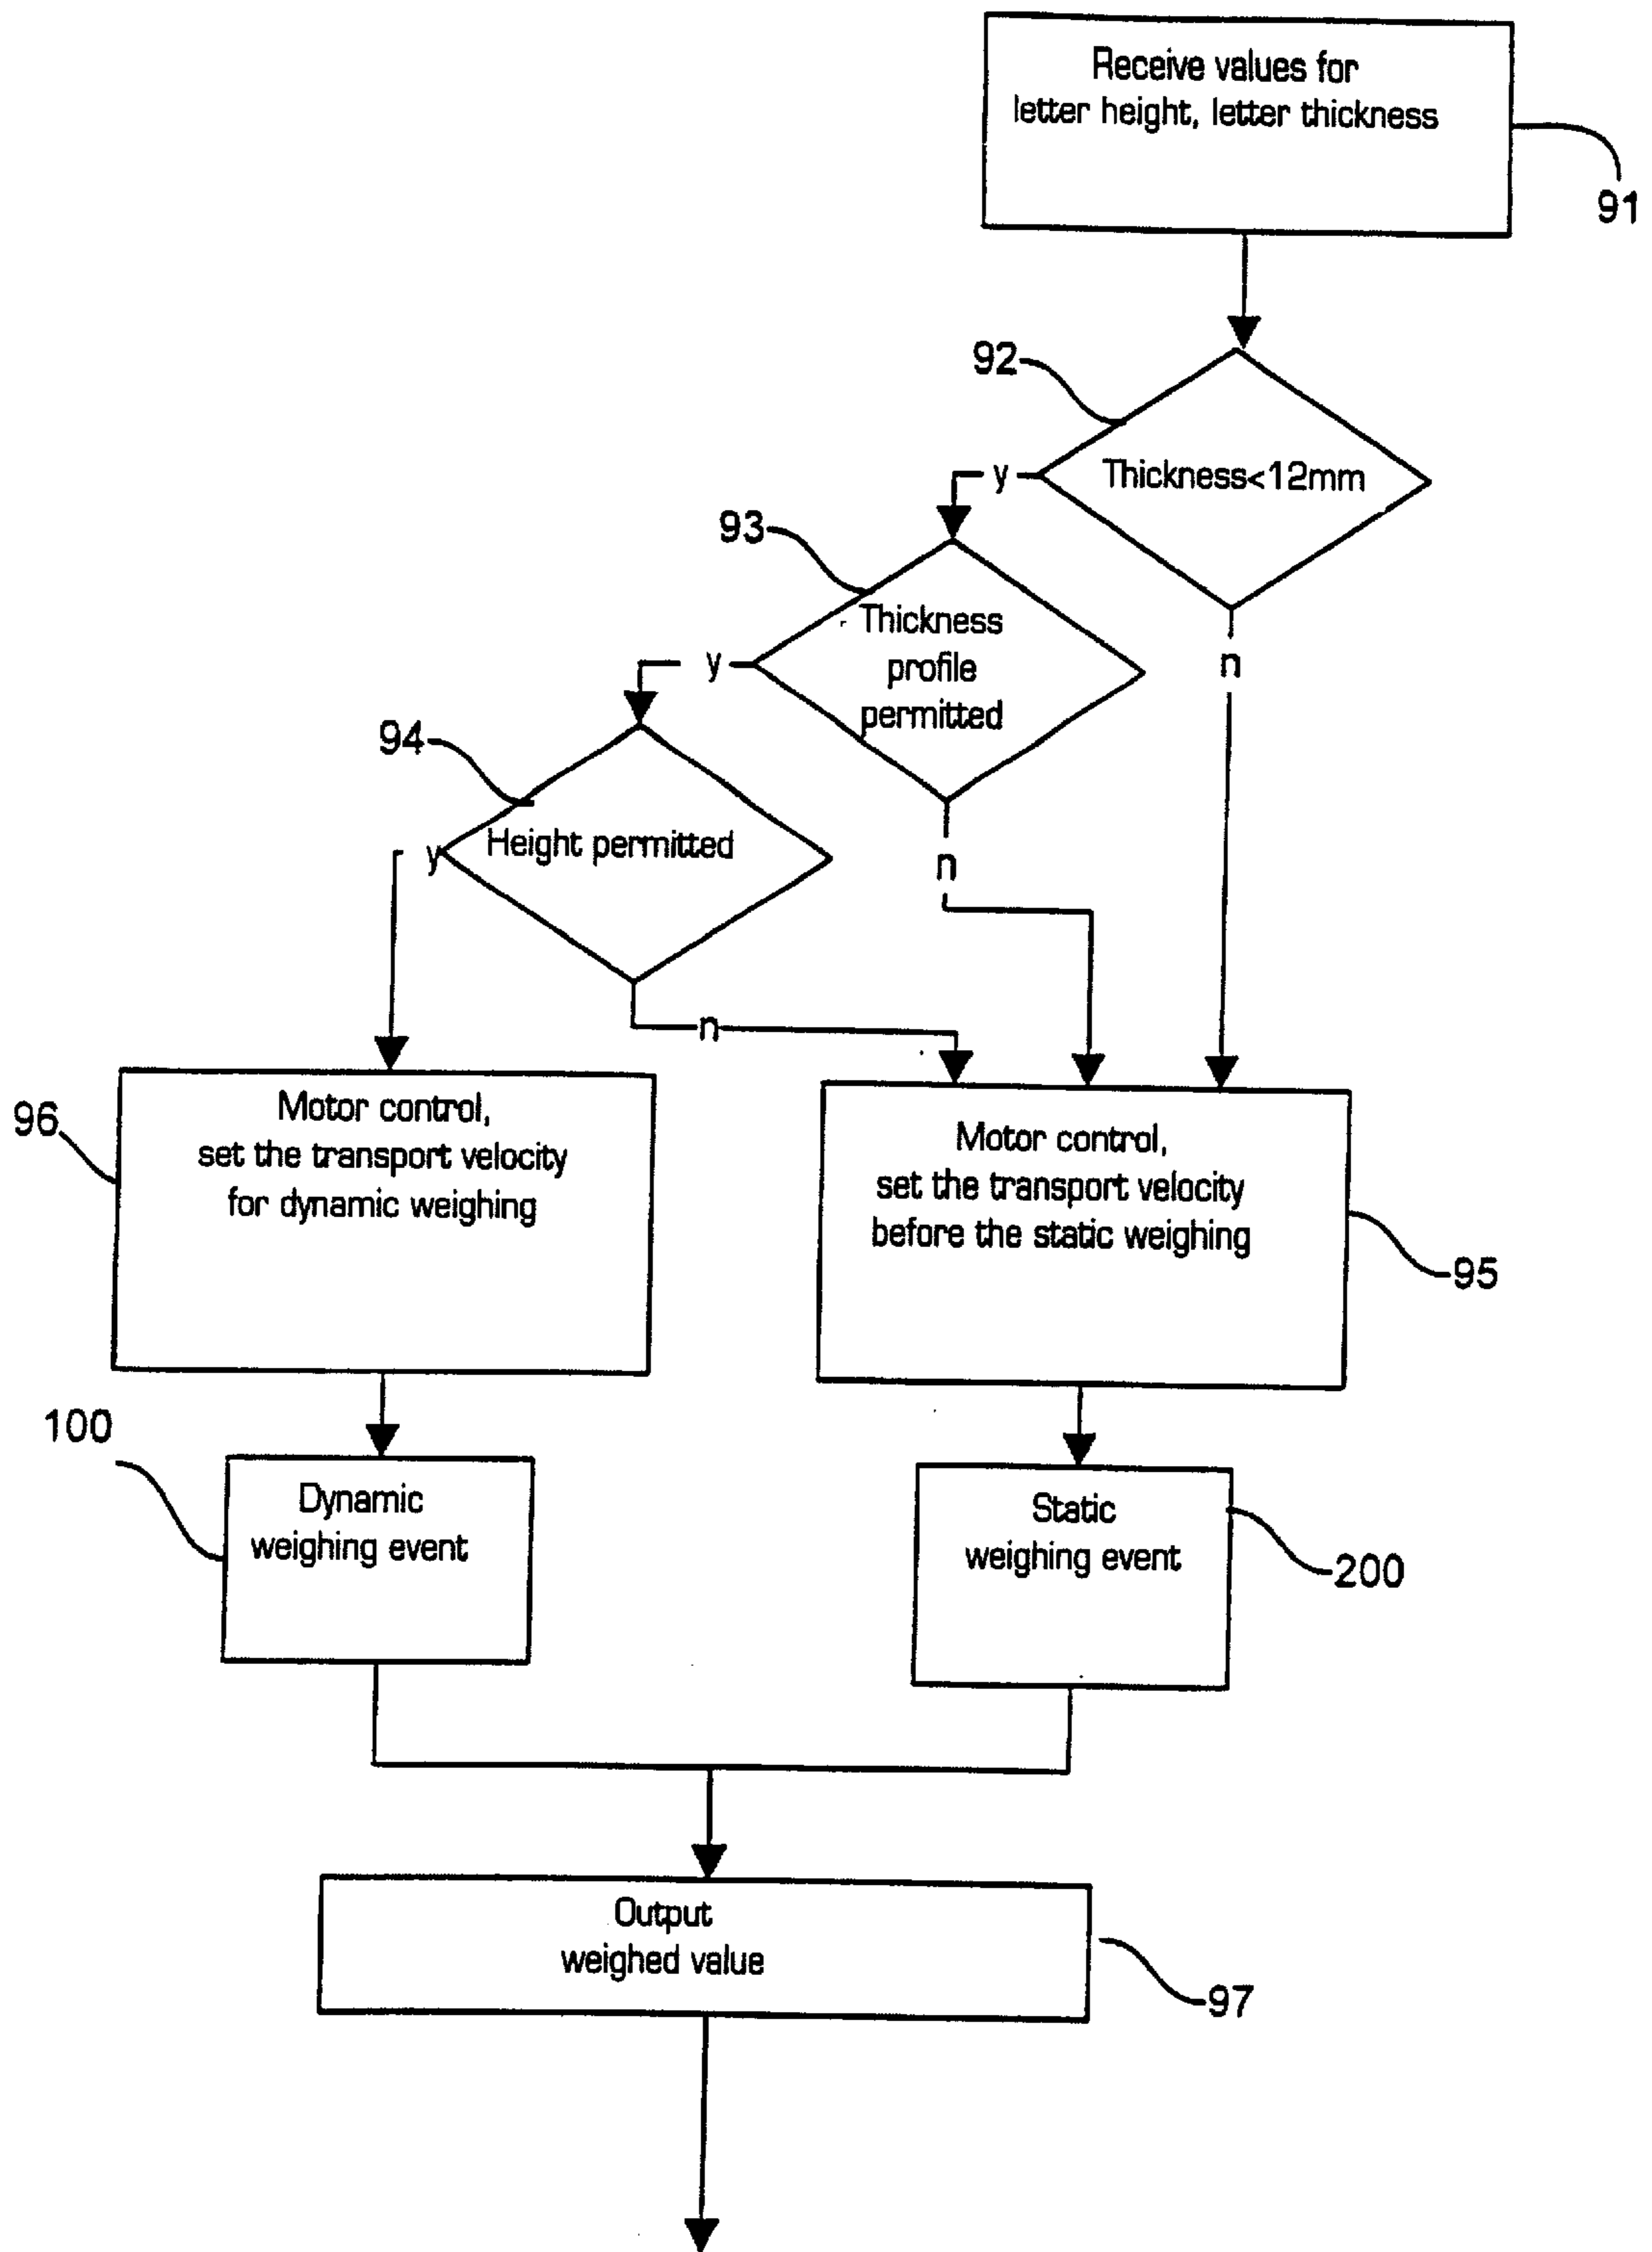 Receive values for
letter height, letter thickness
91
92
Thickness<12mm
y
n
93
Thickness
profile
permitted
y
n
94
Height permitted
y
n
96
Motor control,
set the transport velocity
for dynamic weighing
Motor control,
set the transport velocity
before the static weighing
95
100
Dynamic
weighing event
Static
weighing event
200
Output
weighed value
97